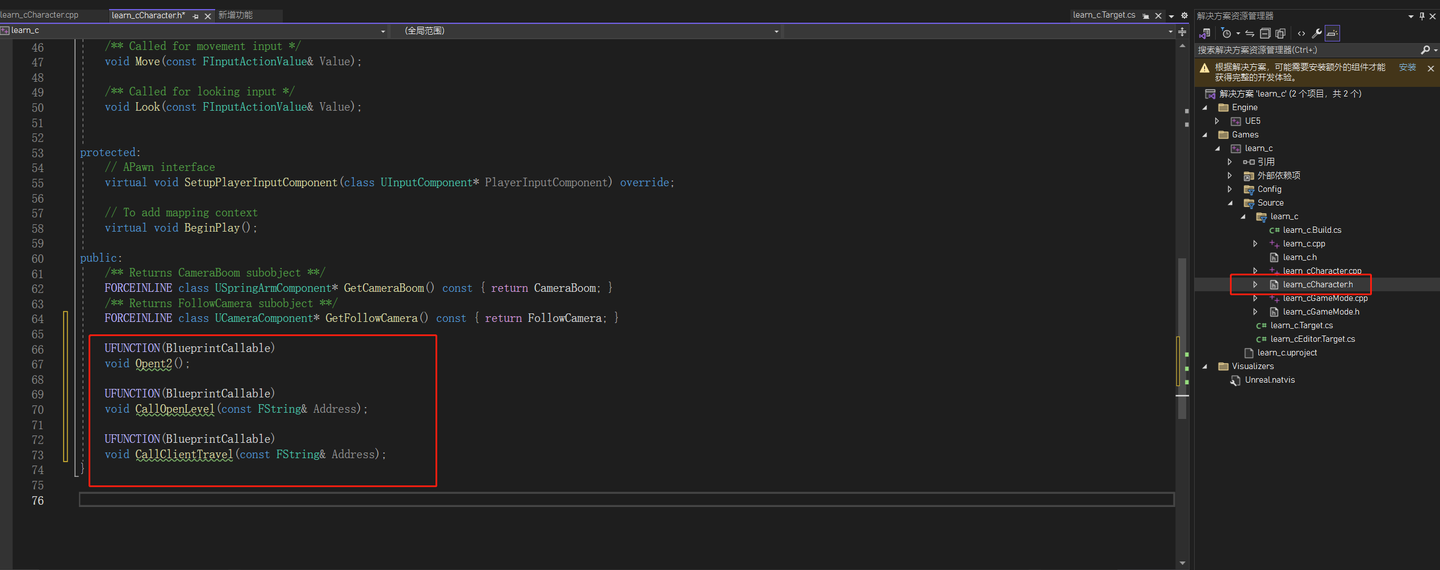 learn_cCharacter.cpp
learn_cCharacter.h*
新增功能
learn_c.Target.cs
解决方案资源管理器
learn_c
(全局范围)
搜索解决方案资源管理器(Ctrl+;)
根据解决方案，可能需要安装额外的组件才能
获得完整的开发体验。
安装
46 /** Called for movement input */
47 void Move(const FInputActionValue& Value);
48
49 /** Called for looking input */
50 void Look(const FInputActionValue& Value);
51
52
53 protected:
54 // APawn interface
55 virtual void SetupPlayerInputComponent(class UInputComponent* PlayerInputComponent) override;
56
57 // To add mapping context
58 virtual void BeginPlay();
59
60 public:
61 /** Returns CameraBoom subobject **/
62 FORCEINLINE class USpringArmComponent* GetCameraBoom() const { return CameraBoom; }
63 /** Returns FollowCamera subobject **/
64 FORCEINLINE class UCameraComponent* GetFollowCamera() const { return FollowCamera; }
65
66 UFUNCTION(BlueprintCallable)
67 void Opent2();
68
69 UFUNCTION(BlueprintCallable)
70 void CallOpenLevel(const FString& Address);
71
72 UFUNCTION(BlueprintCallable)
73 void CallClientTravel(const FString& Address);
74 }
75
76
解决方案 'learn_c' (2 个项目，共 2 个)
Engine
UE5
Games
learn_c
引用
外部依赖项
Config
Source
learn_c
learn_c.Build.cs
learn_c.cpp
learn_c.h
learn_cCharacter.cpp
learn_cCharacter.h
learn_cGameMode.cpp
learn_cGameMode.h
learn_c.Target.cs
learn_cEditor.Target.cs
learn_c.uproject
Visualizers
Unreal.natvis